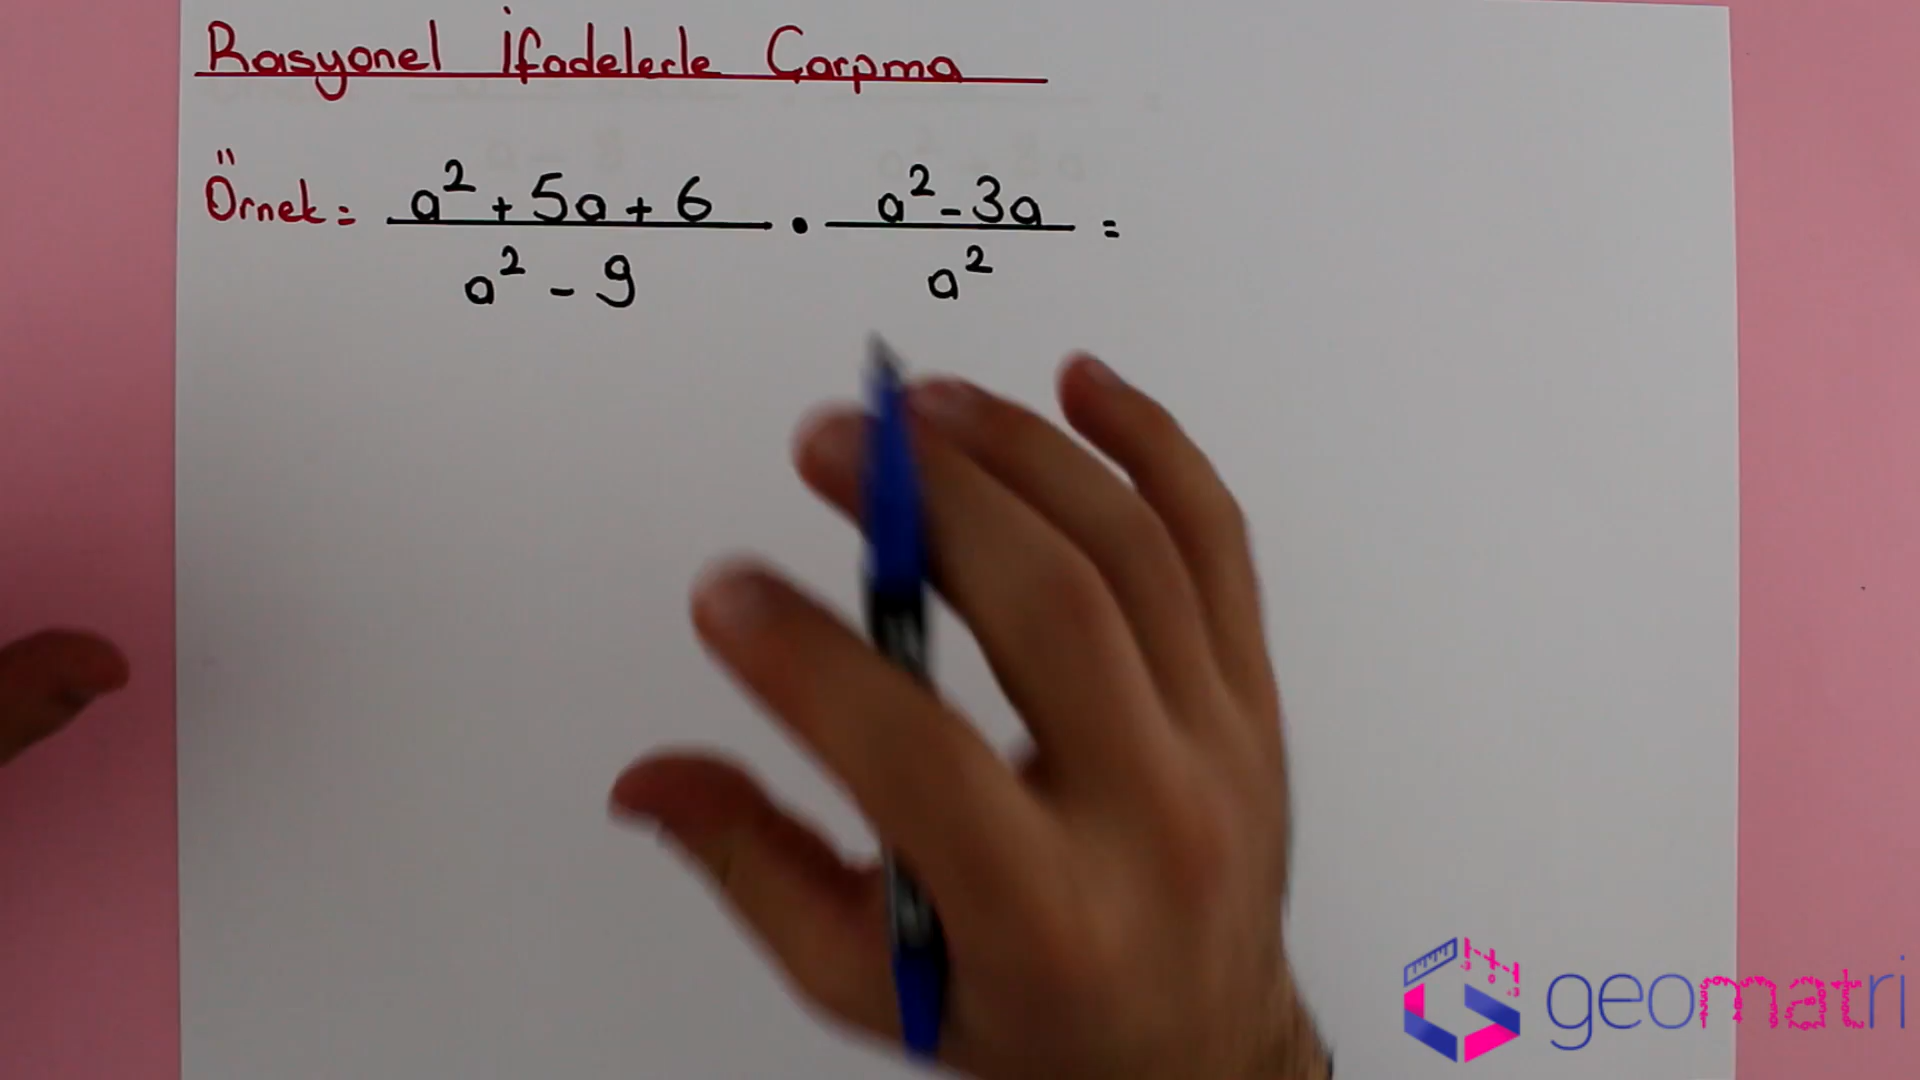 Rasyonel İfadelerle Çarpma
Örnek = a² + 5a + 6 / a² - 9 . a² - 3a / a² =
geomatri